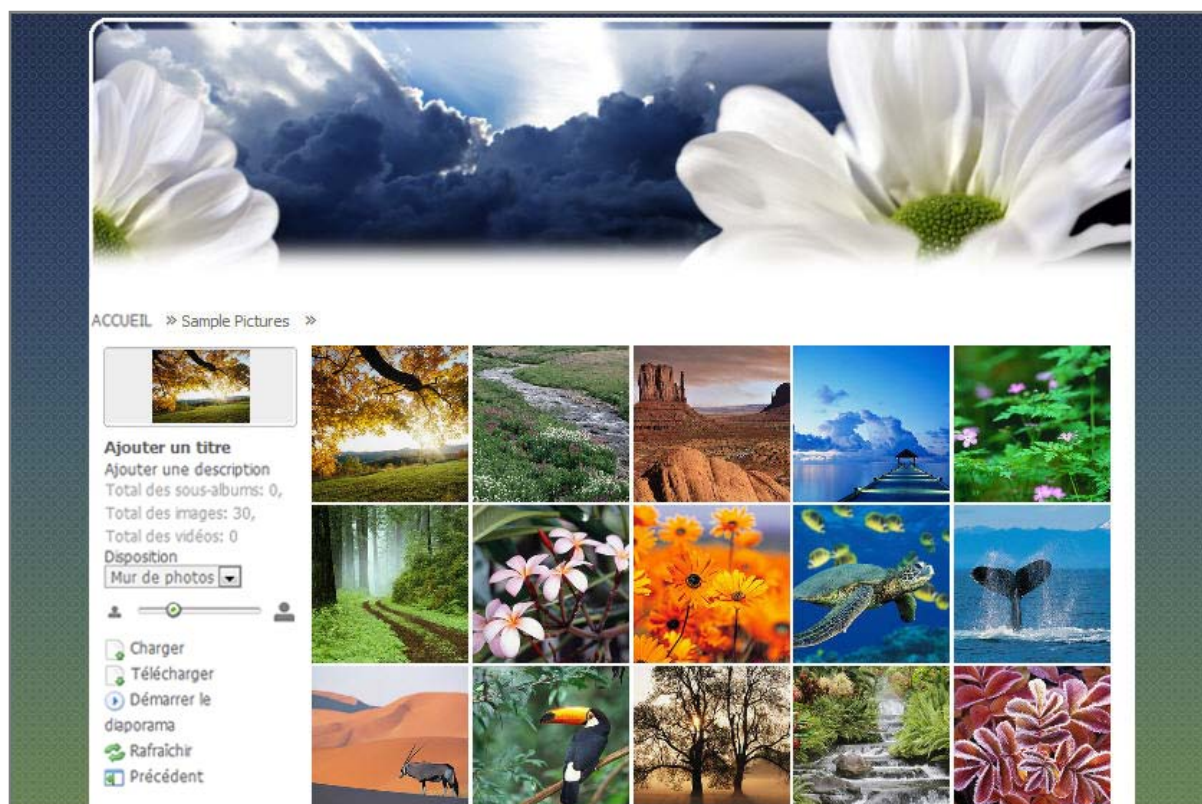 ACCUEIL » Sample Pictures »
Ajouter un titre
Ajouter une description
Total des sous-albums: 0,
Total des images: 30,
Total des vidéos: 0
Disposition
Mur de photos
Charger
Télécharger
Démarrer le
diaporama
Rafraîchir
Précédent